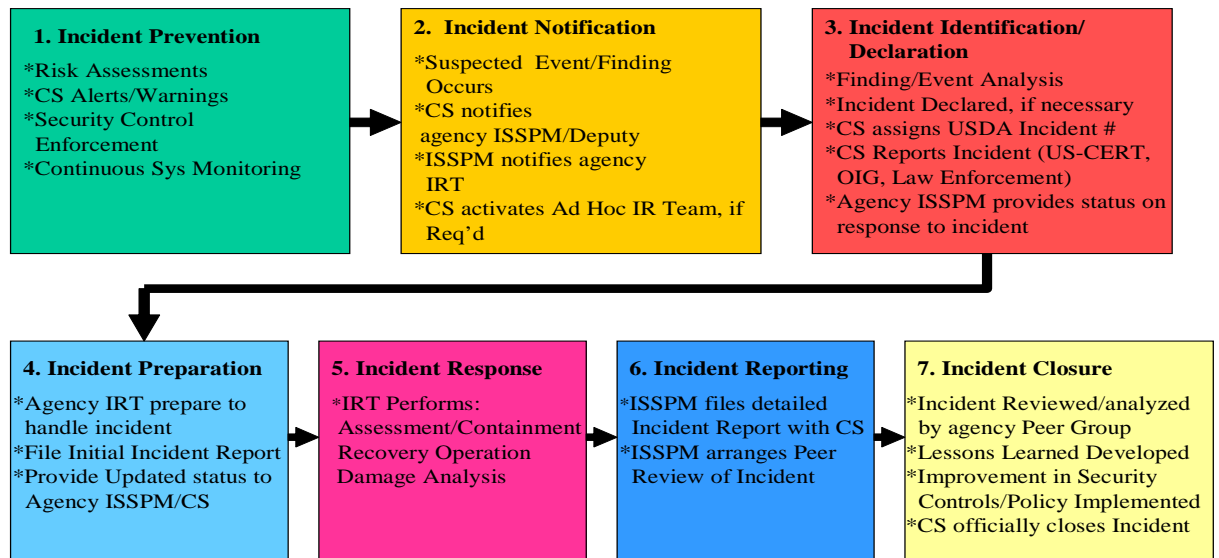 1. Incident Prevention
*Risk Assessments
*CS Alerts/Warnings
*Security Control
Enforcement
*Continuous Sys Monitoring
2. Incident Notification
*Suspected Event/Finding
Occurs
*CS notifies
agency ISSPM/Deputy
*ISSPM notifies agency
IRT
*CS activates Ad Hoc IR Team, if
Req'd
3. Incident Identification/
Declaration
*Finding/Event Analysis
*Incident Declared, if necessary
*CS assigns USDA Incident #
*CS Reports Incident (US-CERT,
OIG, Law Enforcement)
*Agency ISSPM provides status on
response to incident
4. Incident Preparation
*Agency IRT prepare to
handle incident
*File Initial Incident Report
*Provide Updated status to
Agency ISSPM/CS
5. Incident Response
*IRT Performs:
Assessment/Containment
Recovery Operation
Damage Analysis
6. Incident Reporting
*ISSPM files detailed
Incident Report with CS
*ISSPM arranges Peer
Review of Incident
7. Incident Closure
*Incident Reviewed/analyzed
by agency Peer Group
*Lessons Learned Developed
*Improvement in Security
Controls/Policy Implemented
*CS officially closes Incident